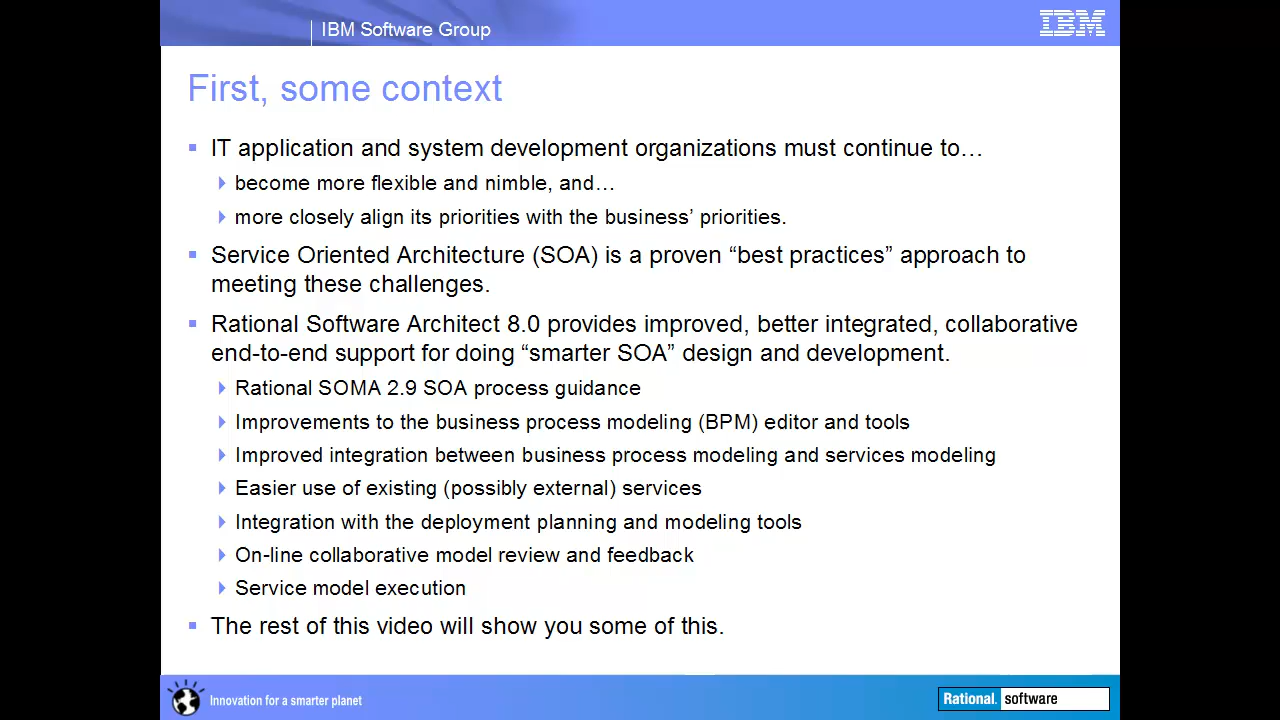 IBM Software Group
IBM
First, some context
IT application and system development organizations must continue to…
become more flexible and nimble, and…
more closely align its priorities with the business’ priorities.
Service Oriented Architecture (SOA) is a proven “best practices” approach to
meeting these challenges.
Rational Software Architect 8.0 provides improved, better integrated, collaborative
end-to-end support for doing “smarter SOA” design and development.
Rational SOMA 2.9 SOA process guidance
Improvements to the business process modeling (BPM) editor and tools
Improved integration between business process modeling and services modeling
Easier use of existing (possibly external) services
Integration with the deployment planning and modeling tools
On-line collaborative model review and feedback
Service model execution
The rest of this video will show you some of this.
Innovation for a smarter planet
Rational. software